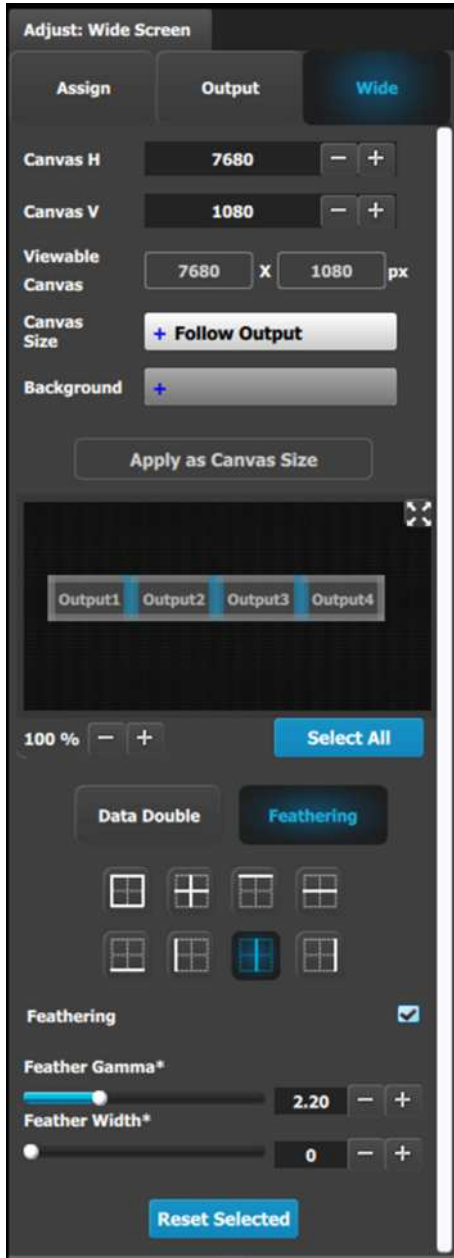 Adjust: Wide Screen
Assign Output Wide
Canvas H 7680 − +
Canvas V 1080 − +
Viewable
Canvas 7680 X 1080 px
Canvas
Size + Follow Output
Background +
Apply as Canvas Size
Output1 Output2 Output3 Output4
100 % − + Select All
Data Double Feathering
Feathering
Feather Gamma*
2.20 − +
Feather Width*
0 − +
Reset Selected